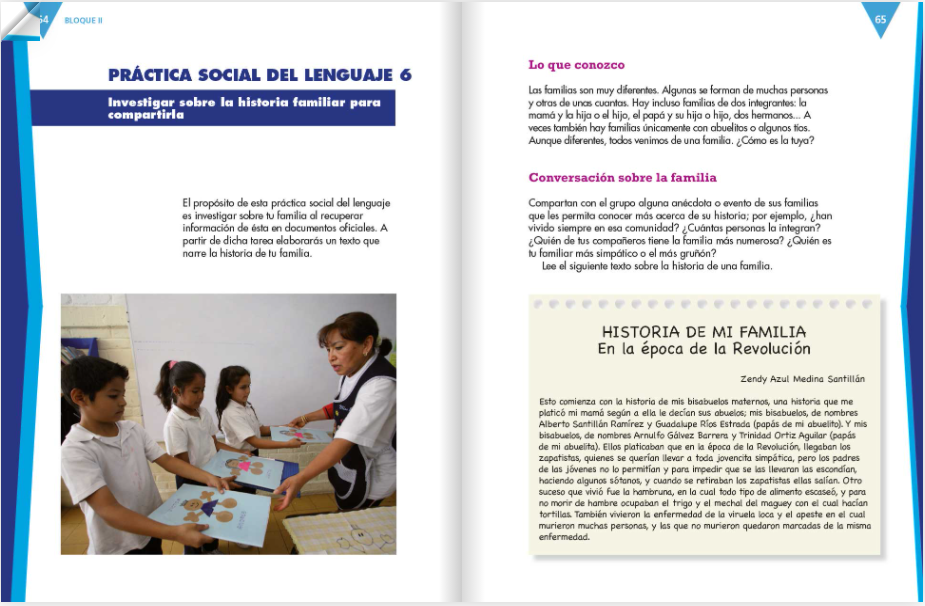 64
BLOQUE II
PRÁCTICA SOCIAL DEL LENGUAJE 6
Investigar sobre la historia familiar para
compartirla
El propósito de esta práctica social del lenguaje
es investigar sobre tu familia al recuperar
información de ésta en documentos oficiales. A
partir de dicha tarea elaborarás un texto que
narre la historia de tu familia.
65
Lo que conozco
Las familias son muy diferentes. Algunas se forman de muchas personas
y otras de unas cuantas. Hay incluso familias de dos integrantes: la
mamá y la hija o el hijo, el papá y su hija o hijo, dos hermanos... A
veces también hay familias únicamente con abuelitos o algunos tíos.
Aunque diferentes, todos venimos de una familia. ¿Cómo es la tuya?
Conversación sobre la familia
Compartan con el grupo alguna anécdota o evento de sus familias
que les permita conocer más acerca de su historia; por ejemplo, ¿han
vivido siempre en esa comunidad? ¿Cuántas personas la integran?
¿Quién de tus compañeros tiene la familia más numerosa? ¿Quién es
tu familiar más simpático o el más gruñón?
Lee el siguiente texto sobre la historia de una familia.
HISTORIA DE MI FAMILIA
En la época de la Revolución
Zendy Azul Medina Santillán
Esto comienza con la historia de mis bisabuelos maternos, una historia que me
platicó mi mamá según a ella le decían sus abuelos; mis bisabuelos, de nombres
Alberto Santillán Ramírez y Guadalupe Ríos Estrada (papás de mi abuelito). Y mis
bisabuelos, de nombres Arnulfo Gálvez Barrera y Trinidad Ortiz Aguilar (papás
de mi abuelita). Ellos platicaban que en la época de la Revolución, llegaban los
zapatistas, quienes se querían llevar a toda jovencita simpática, pero los padres
de las jóvenes no lo permitían y para impedir que se las llevaran las escondían,
haciendo algunos sótanos, y cuando se retiraban los zapatistas ellas salían. Otro
suceso que vivió fue la hambruna, en la cual todo tipo de alimento escaseó, y para
no morir de hambre ocupaban el trigo y el mechal del maguey con el cual hacían
tortillas. También vivieron la enfermedad de la viruela loca y el apeste en el cual
murieron muchas personas, y las que no murieron quedaron marcadas de la misma
enfermedad.